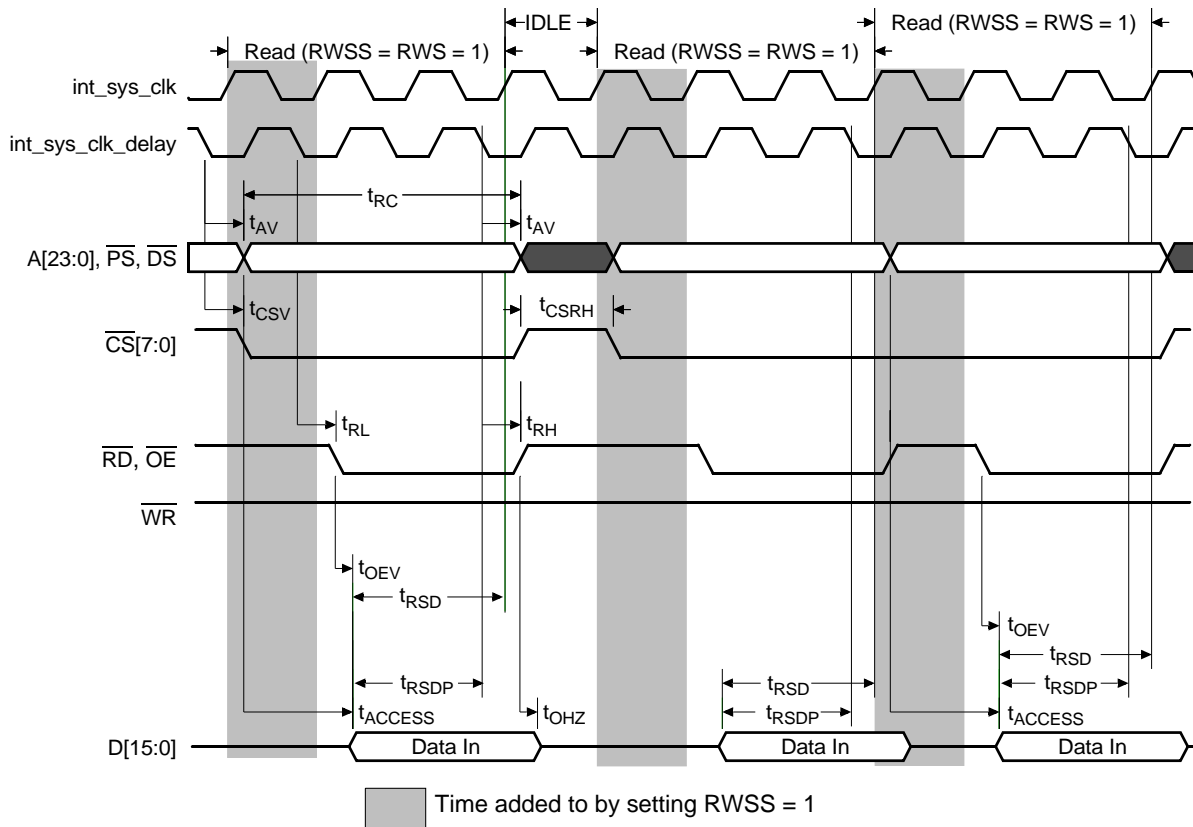 IDLE
Read (RWSS = RWS = 1)
Read (RWSS = RWS = 1)
Read (RWSS = RWS = 1)
int_sys_clk
int_sys_clk_delay
tRC
tAV
tAV
A[23:0], PS, DS
tCSV
tCSRH
CS[7:0]
tRL
tRH
RD, OE
WR
tOEV
tRSD
tOEV
tRSD
tRSDP
tRSD
tRSDP
tACCESS
tOHZ
tRSDP
tACCESS
D[15:0]
Data In
Data In
Data In
Time added to by setting RWSS = 1